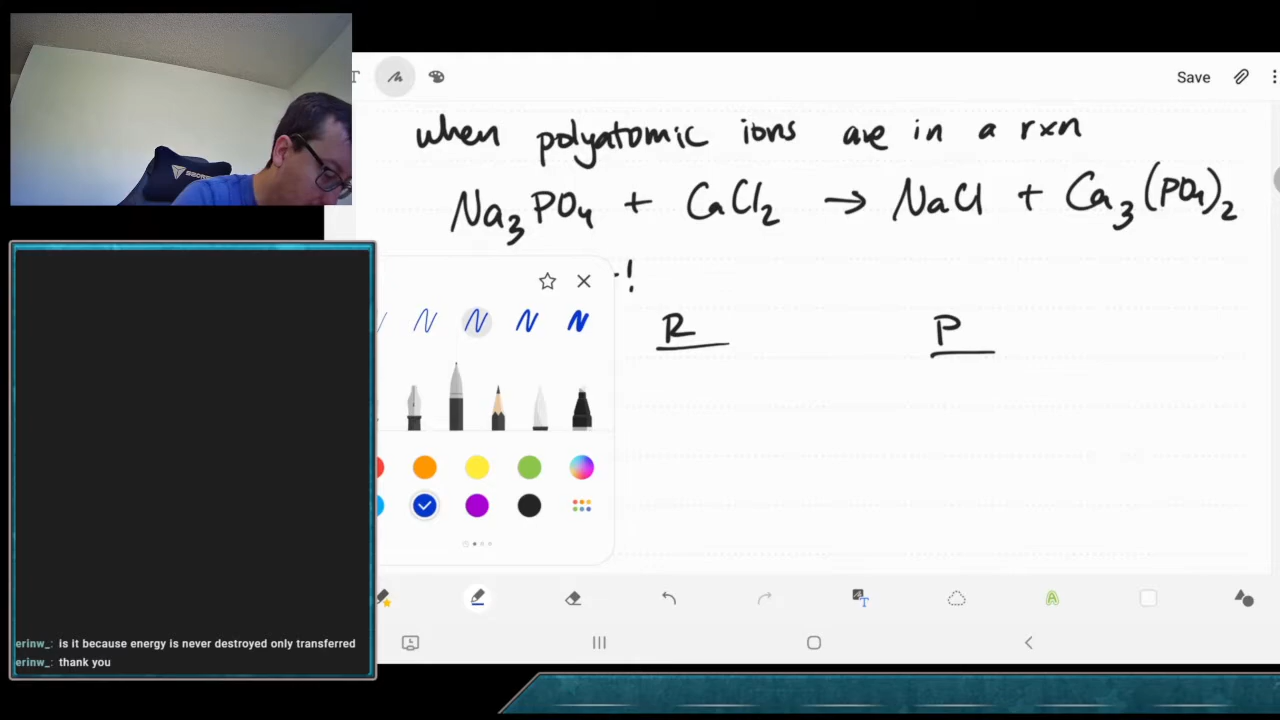 Save
when polyatomic ions are in a rxn
Na3PO4 + CaCl2 → NaCl + Ca3(PO4)2
!
R P
erinw_: is it because energy is never destroyed only transferred
erinw_: thank you